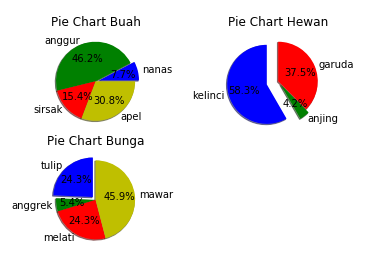 Pie Chart Buah
anggur
46.2%
7.7%
nanas
15.4%
30.8%
sirsak
apel
Pie Chart Hewan
37.5%
garuda
kelinci
58.3%
4.2%
anjing
Pie Chart Bunga
tulip
24.3%
45.9%
mawar
anggrek
5.4%
24.3%
melati